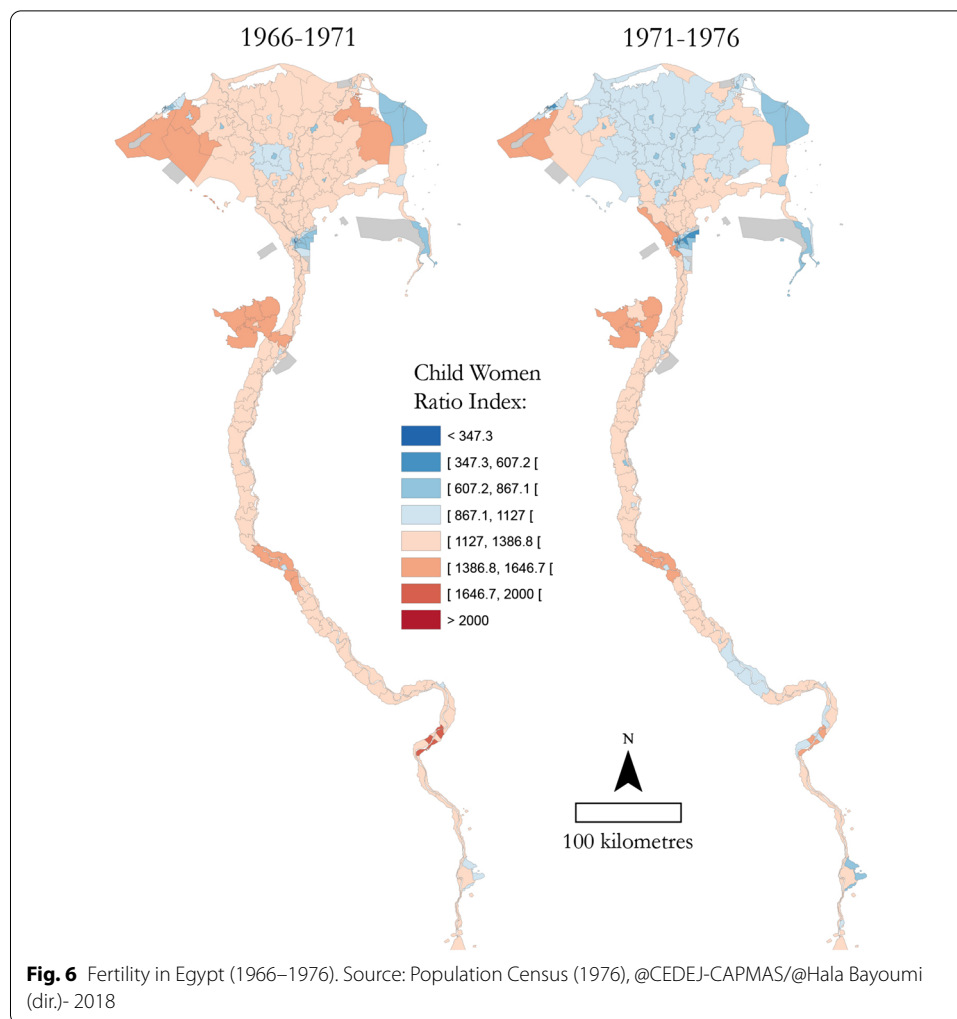 1966-1971
1971-1976
Child Women
Ratio Index:
< 347.3
[ 347.3, 607.2 [
[ 607.2, 867.1 [
[ 867.1, 1127 [
[ 1127, 1386.8 [
[ 1386.8, 1646.7 [
[ 1646.7, 2000 [
> 2000
N
100 kilometres
Fig. 6 Fertility in Egypt (1966–1976). Source: Population Census (1976), @CEDEJ-CAPMAS/@Hala Bayoumi
(dir.)- 2018